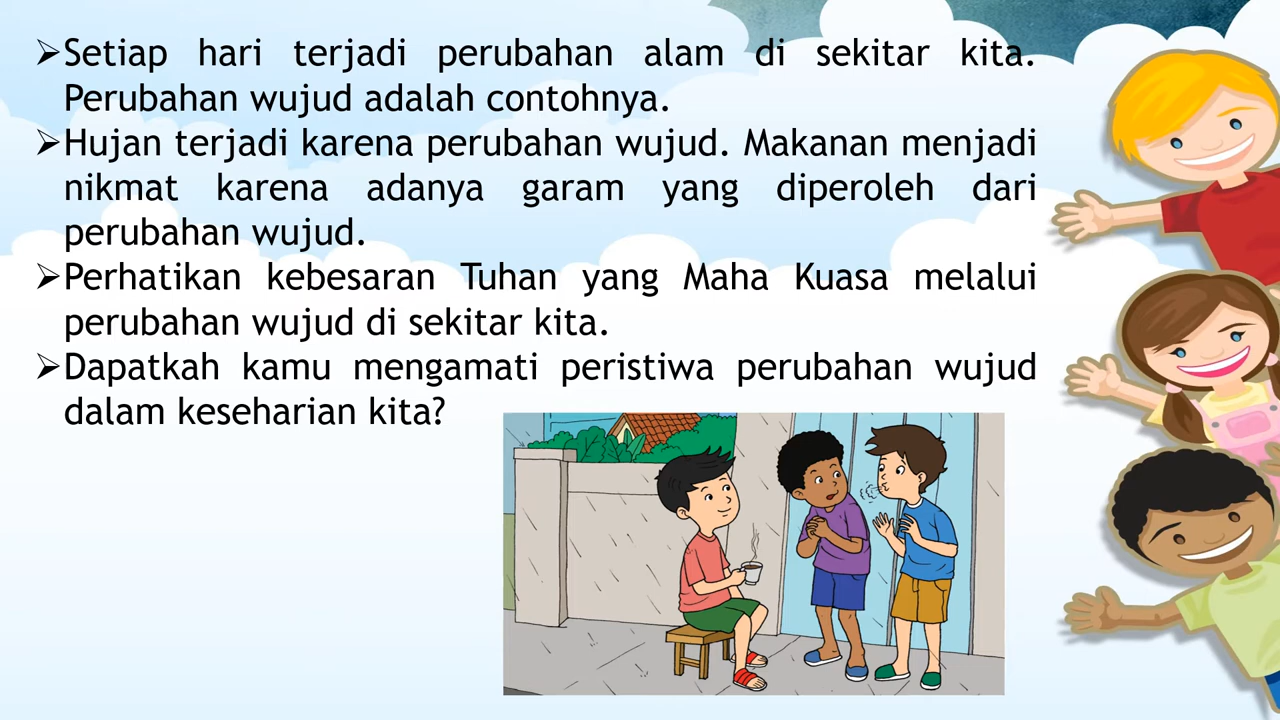 ➢Setiap hari terjadi perubahan alam di sekitar kita.
Perubahan wujud adalah contohnya.
➢Hujan terjadi karena perubahan wujud. Makanan menjadi
nikmat karena adanya garam yang diperoleh dari
perubahan wujud.
➢Perhatikan kebesaran Tuhan yang Maha Kuasa melalui
perubahan wujud di sekitar kita.
➢Dapatkah kamu mengamati peristiwa perubahan wujud
dalam keseharian kita?